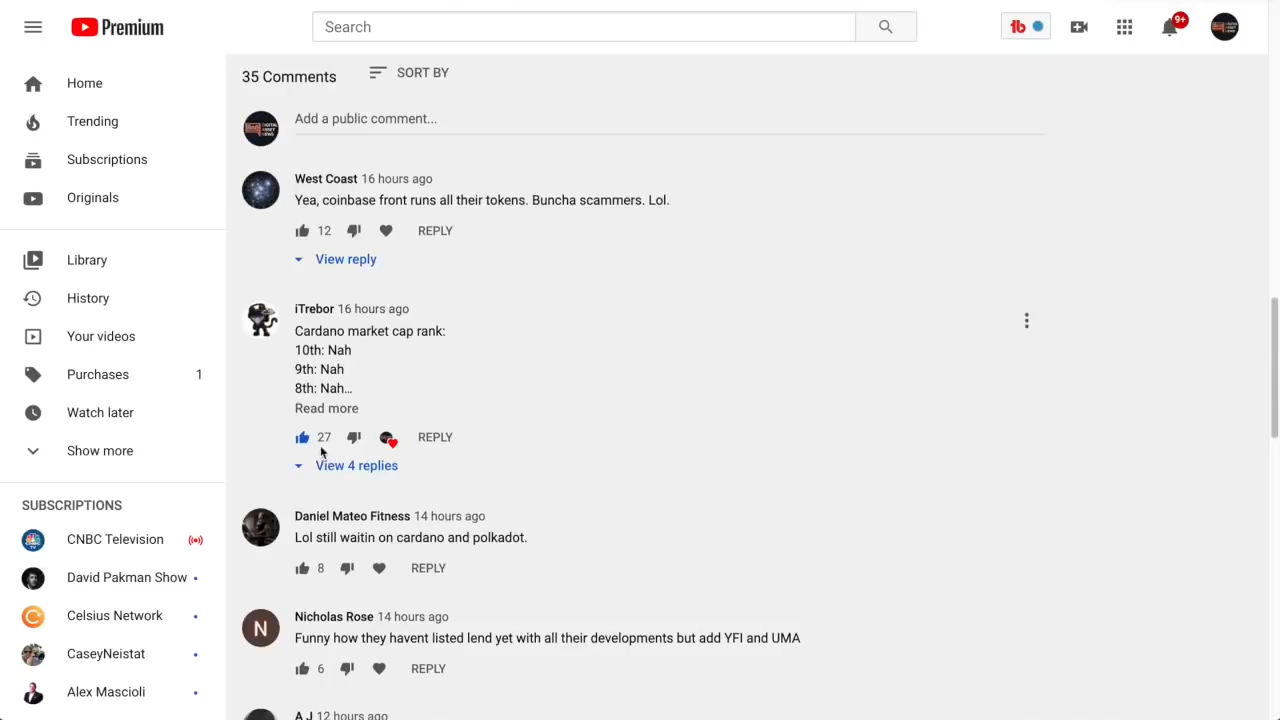 Premium
Search
9+
Home
Trending
Subscriptions
Originals
Library
History
Your videos
Purchases 1
Watch later
Show more
SUBSCRIPTIONS
CNBC Television
David Pakman Show
Celsius Network
CaseyNeistat
Alex Mascioli
35 Comments SORT BY
Add a public comment...
West Coast 16 hours ago
Yea, coinbase front runs all their tokens. Buncha scammers. Lol.
12 REPLY
View reply
iTrebor 16 hours ago
Cardano market cap rank:
10th: Nah
9th: Nah
8th: Nah...
Read more
27 REPLY
View 4 replies
Daniel Mateo Fitness 14 hours ago
Lol still waitin on cardano and polkadot.
8 REPLY
N
Nicholas Rose 14 hours ago
Funny how they havent listed lend yet with all their developments but add YFI and UMA
6 REPLY
A J 12 hours ago